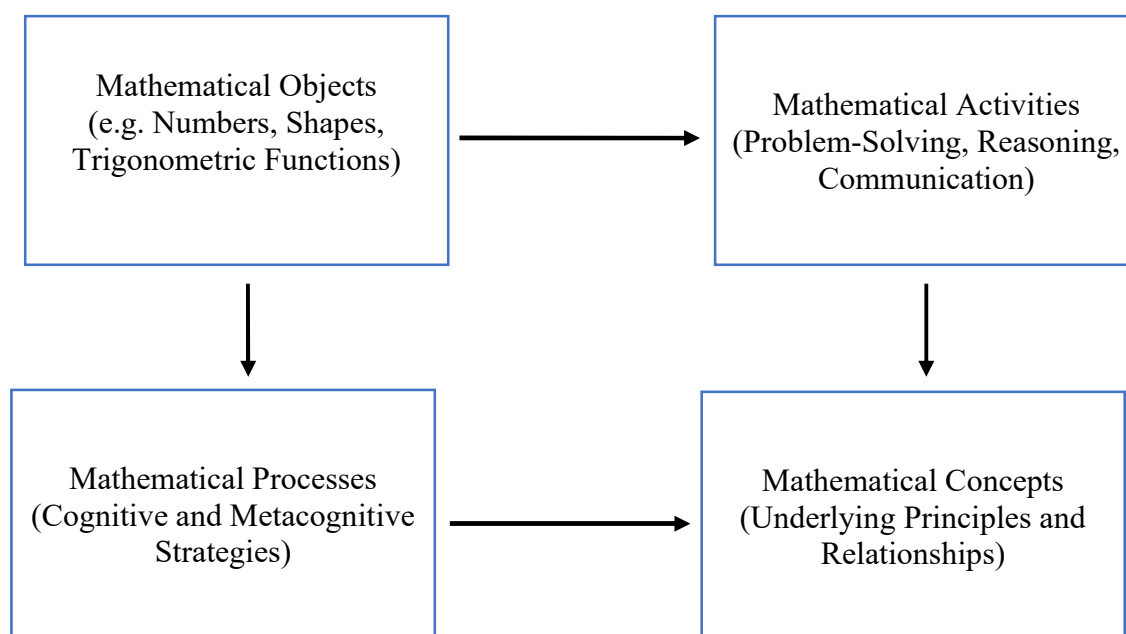 Mathematical Objects
(e.g. Numbers, Shapes,
Trigonometric Functions)
Mathematical Activities
(Problem-Solving, Reasoning,
Communication)
Mathematical Processes
(Cognitive and Metacognitive
Strategies)
Mathematical Concepts
(Underlying Principles and
Relationships)